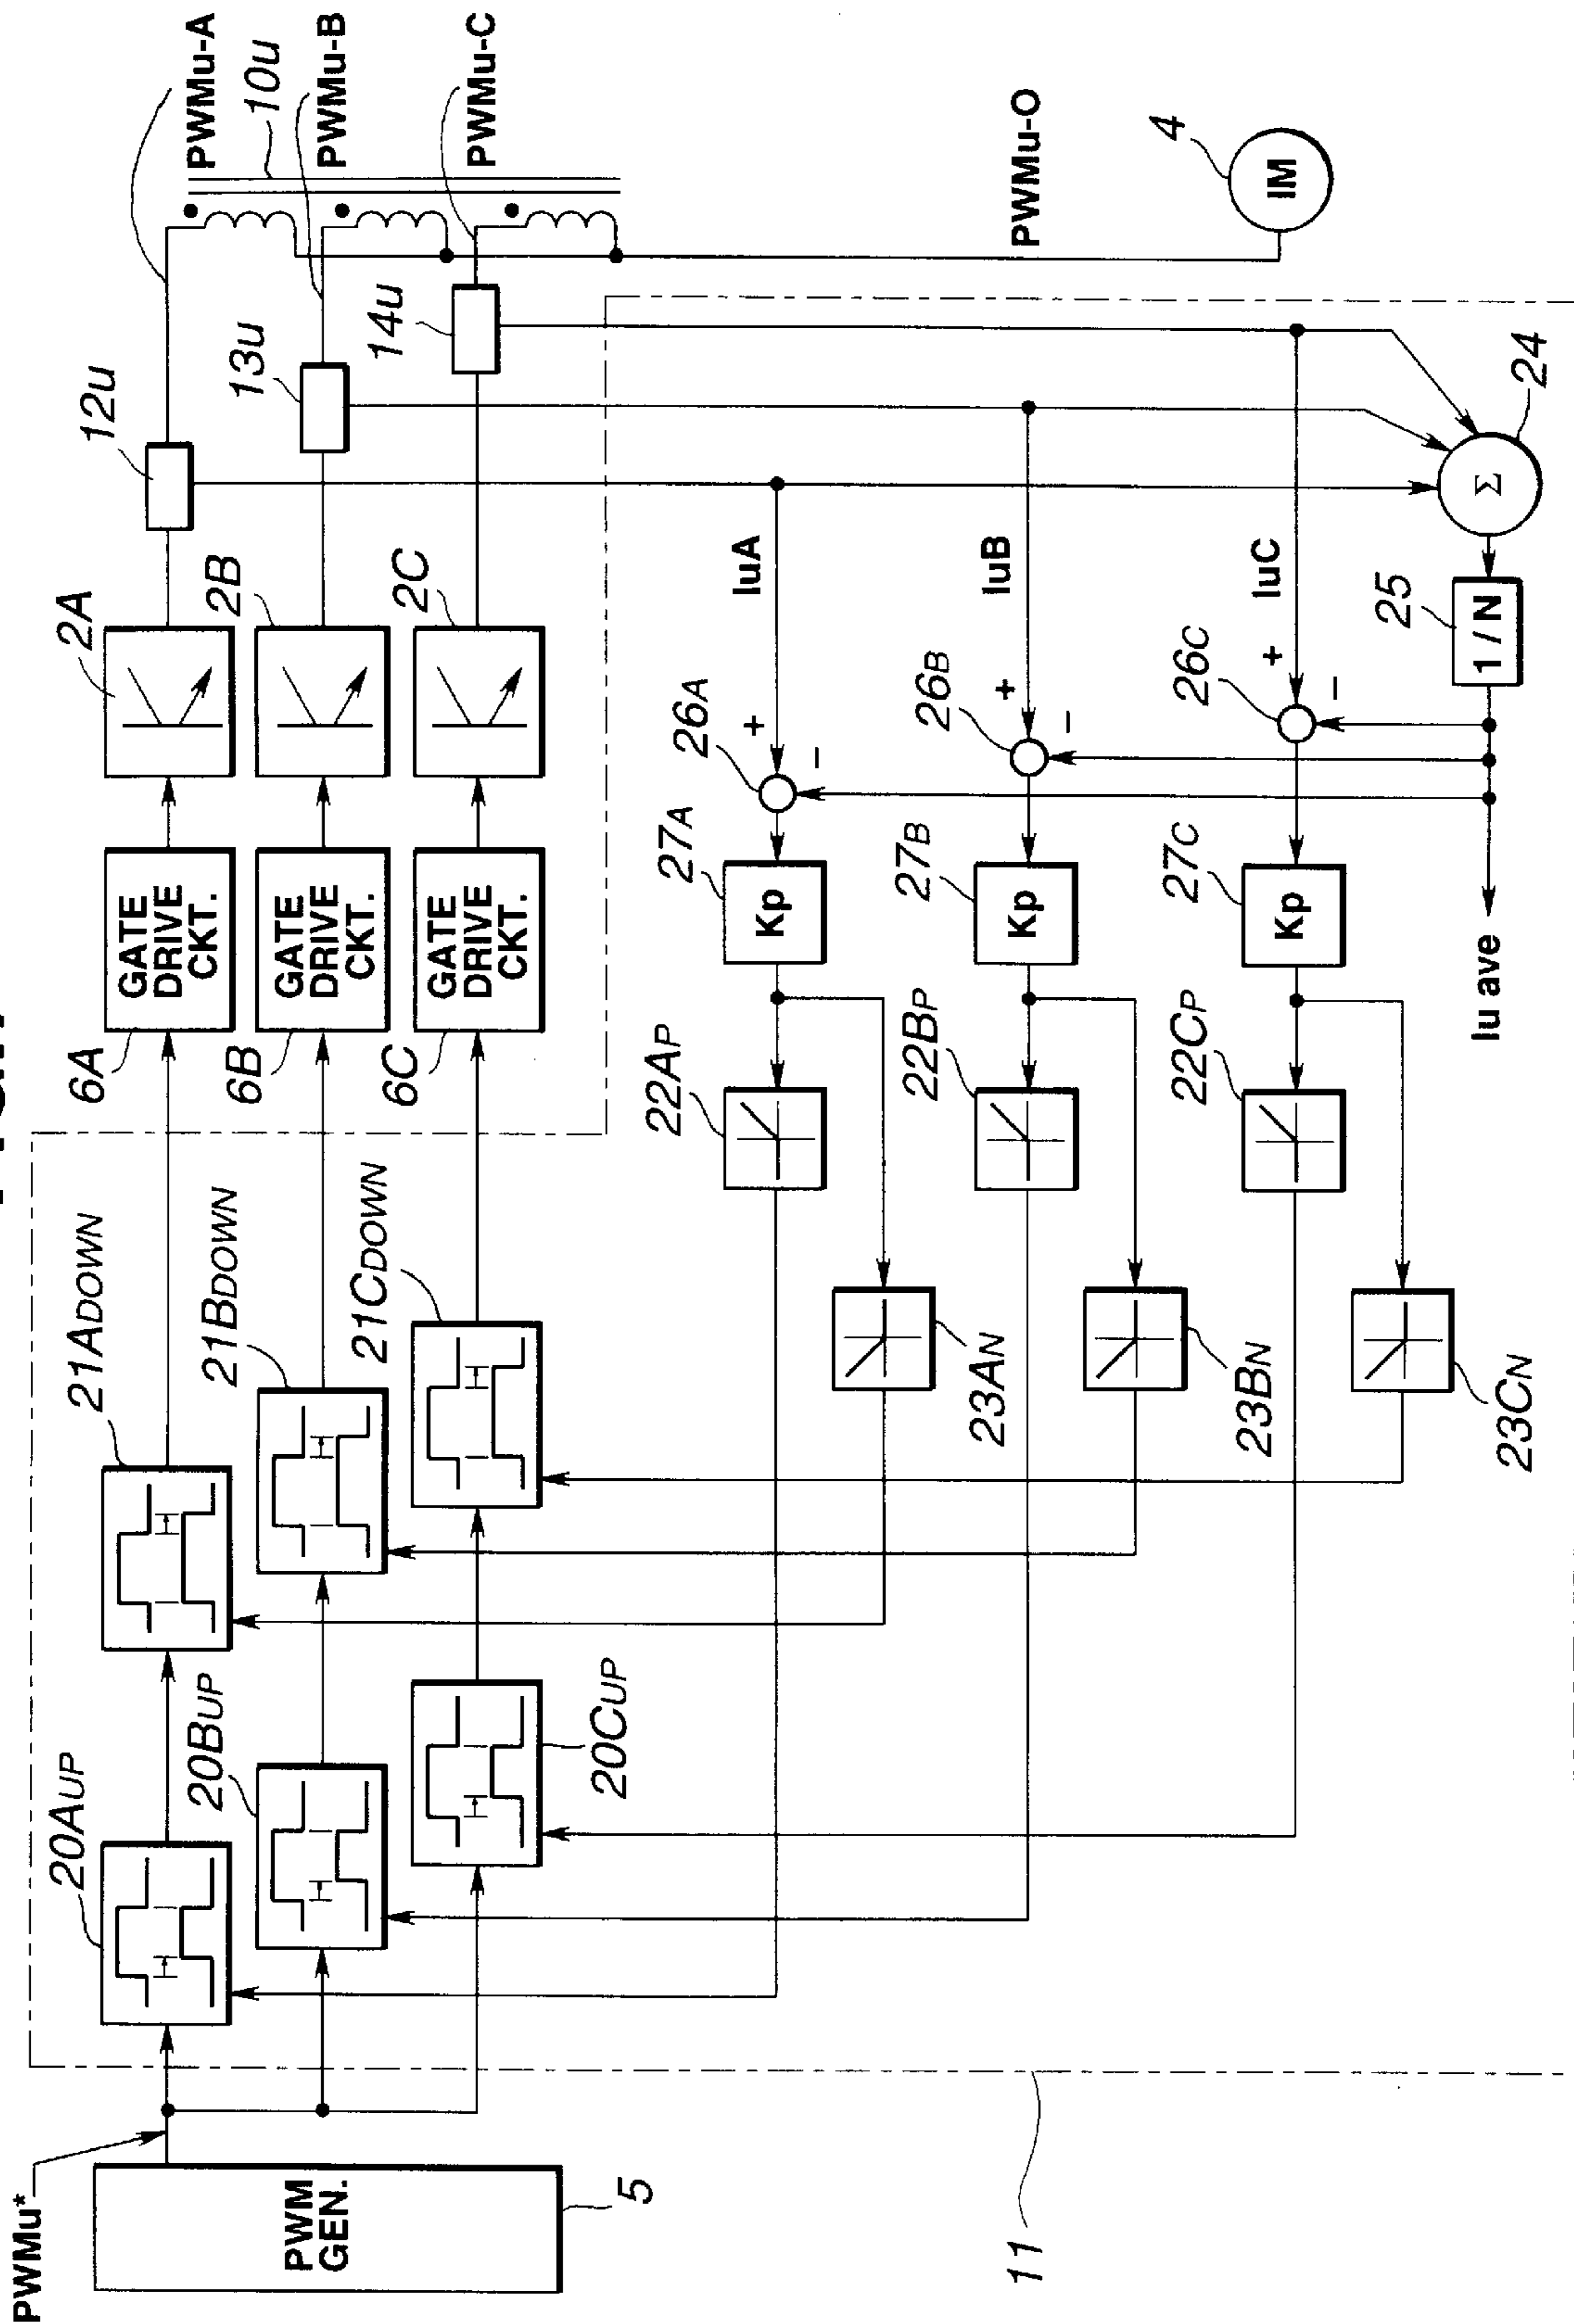 PWMu*
PWM
GEN.
5
11
20AUP
20BUP
20CUP
21ADOWN
21BDOWN
21CDOWN
6A
GATE
DRIVE
CKT.
6B
GATE
DRIVE
CKT.
6C
GATE
DRIVE
CKT.
2A
2B
2C
12u
13u
14u
PWMu-A
10u
PWMu-B
PWMu-C
PWMu-O
4
IM
22AP
23AN
27A
Kp
26A
+
−
IuA
22BP
23BN
27B
Kp
26B
+
−
IuB
22CP
23CN
27C
Kp
26C
+
−
IuC
Iu ave
25
1/N
Σ
24